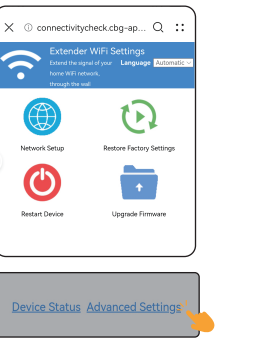 connectivitycheck.cbg-ap...
Extender WiFi Settings
Extend the signal of your
home WiFi network,
through the wall
Language Automatic
Network Setup
Restore Factory Settings
Restart Device
Upgrade Firmware
Device Status Advanced Settings